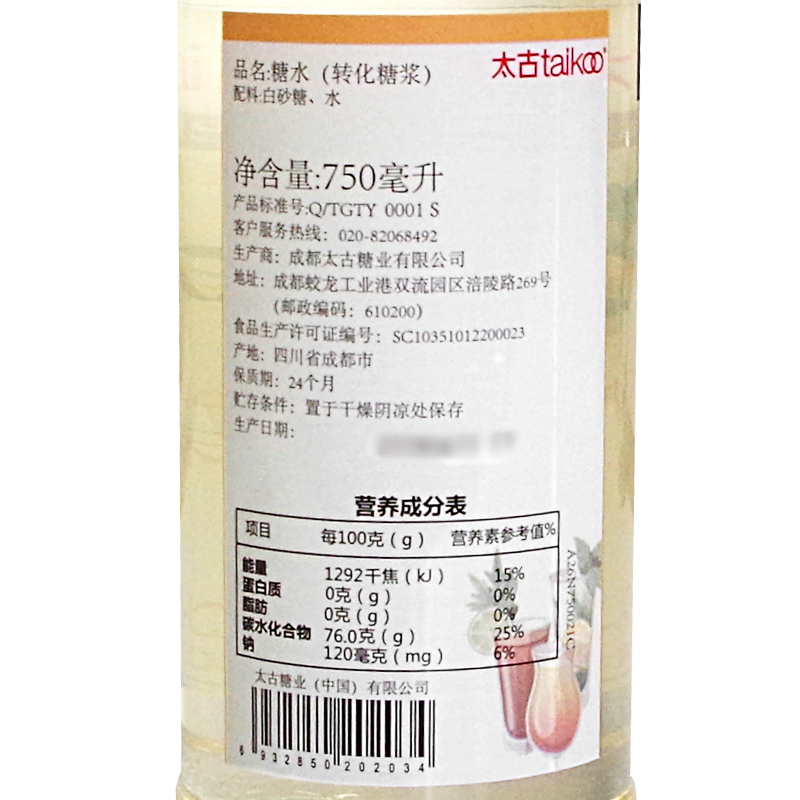 太古taikoo
品名:糖水（转化糖浆）
配料:白砂糖、水
净含量:750毫升
产品标准号:Q/TGTY 0001 S
客户服务热线：020-82068492
生产商：成都太古糖业有限公司
地址：成都蛟龙工业港双流园区涪陵路269号
（邮政编码：610200）
食品生产许可证编号：SC10351012200023
产地：四川省成都市
保质期：24个月
贮存条件：置于干燥阴凉处保存
生产日期：
营养成分表
项目 每100克（g） 营养素参考值%
能量 1292千焦（kJ） 15%
蛋白质 0克（g） 0%
脂肪 0克（g） 0%
碳水化合物 76.0克（g） 25%
钠 120毫克（mg） 6%
A26N750021C
太古糖业（中国）有限公司
6 932850 202034